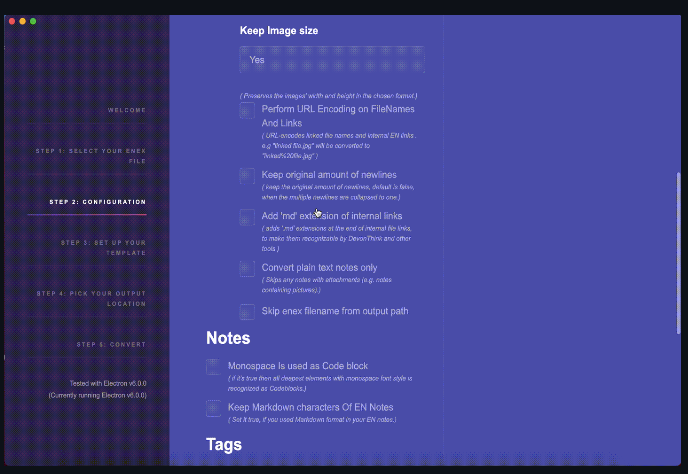 WELCOME
STEP 1: SELECT YOUR ENEX
FILE
STEP 2: CONFIGURATION
STEP 3: SET UP YOUR
TEMPLATE
STEP 4: PICK YOUR OUTPUT
LOCATION
STEP 5: CONVERT
Tested with Electron v6.0.0
(Currently running Electron v6.0.0)
Keep Image size
Yes
( Preserves the images' width and height in the chosen format.)
Perform URL Encoding on FileNames
And Links
( URL-encodes linked file names and internal EN links .
e.g "linked file.jpg" will be converted to
"linked%20file.jpg" )
Keep original amount of newlines
( keep the original amount of newlines, default is false,
when the multiple newlines are collapsed to one.)
Add 'md' extension of internal links
( adds '.md' extensions at the end of internal file links,
to make them recognizable by DevonThink and other
tools.)
Convert plain text notes only
( Skips any notes with attachments (e.g. notes
containing pictures).)
Skip enex filename from output path
Notes
Monospace Is used as Code block
( if it's true then all deepest elements with monospace font style is
recognized as Codeblocks.)
Keep Markdown characters Of EN Notes
( Set it true, if you used Markdown format in your EN notes.)
Tags